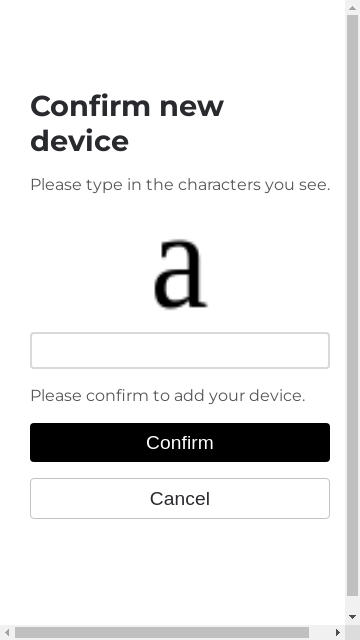 Confirm new
device
Please type in the characters you see.
a
Please confirm to add your device.
Confirm
Cancel